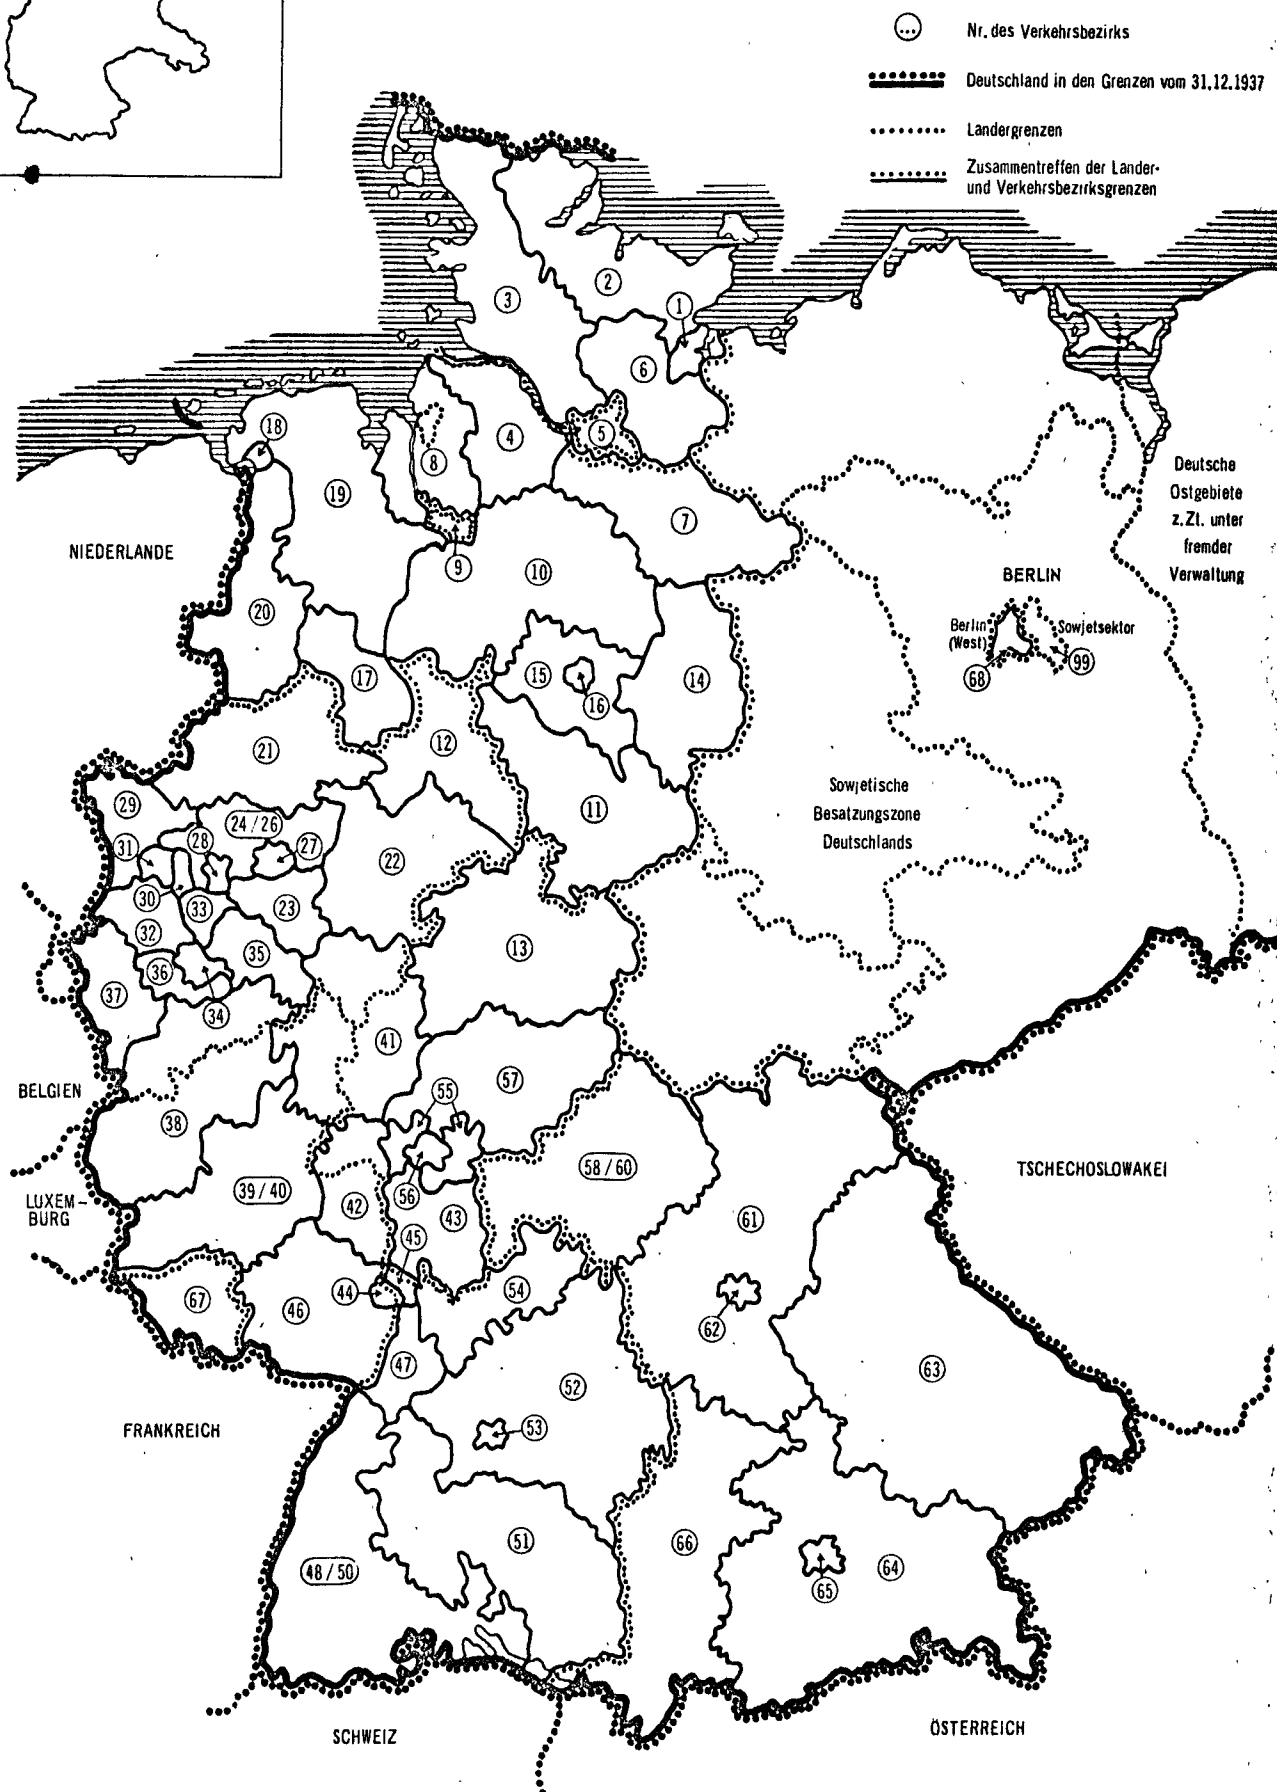 Nr. des Verkehrsbezirks
Deutschland in den Grenzen vom 31.12.1937
Landergrenzen
Zusammentreffen der Lander-
und Verkehrsbezirksgrenzen
2
3
1
6
4
5
18
8
19
7
Deutsche
Ostgebiete
z.Zt. unter
fremder
Verwaltung
NIEDERLANDE
9
10
BERLIN
20
Berlin
(West)
Sowjetsektor
68
99
17
15
16
14
21
12
11
Sowjetische
Besatzungszone
Deutschlands
29
24/26
31
28
27
22
30
33
23
32
35
36
13
37
34
41
57
BELGIEN
55
38
58/60
TSCHECHOSLOWAKEI
39/40
56
LUXEM-
BURG
42
43
61
45
54
44
67
46
62
47
63
52
FRANKREICH
53
51
66
48/50
64
65
SCHWEIZ
ÖSTERREICH